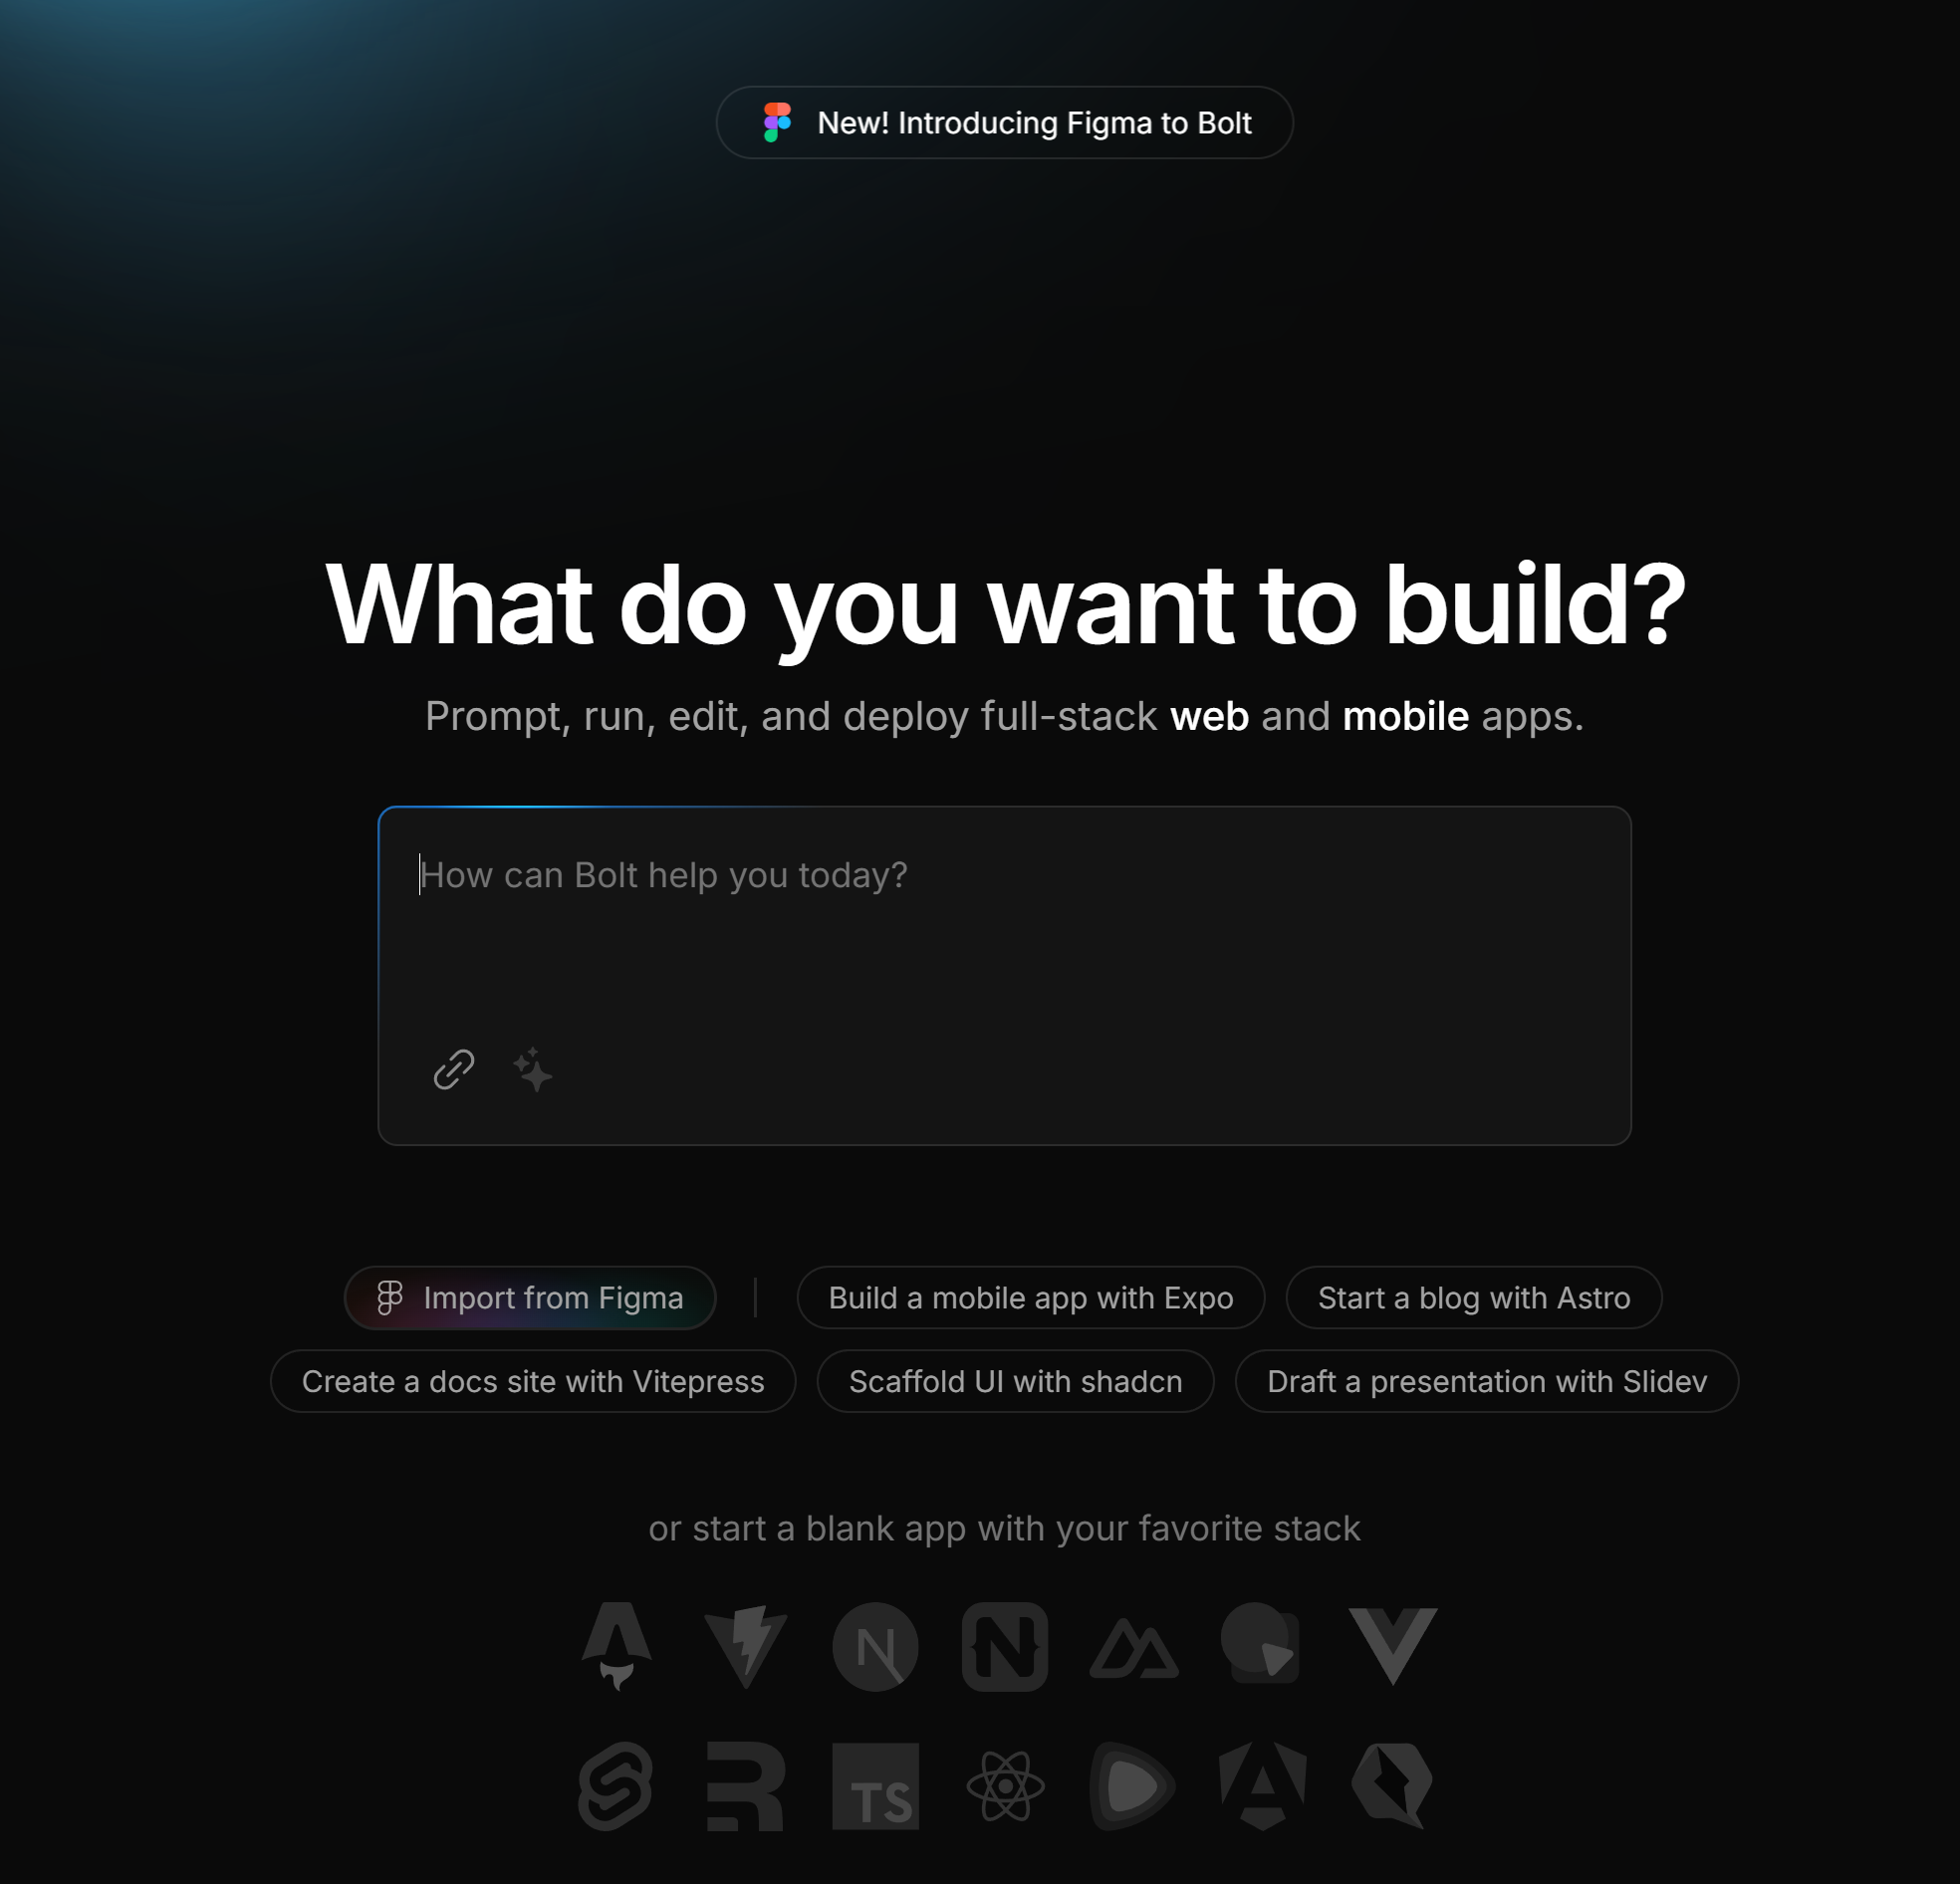 New! Introducing Figma to Bolt
What do you want to build?
Prompt, run, edit, and deploy full-stack web and mobile apps.
How can Bolt help you today?
Import from Figma
Build a mobile app with Expo
Start a blog with Astro
Create a docs site with Vitepress
Scaffold UI with shadcn
Draft a presentation with Slidev
or start a blank app with your favorite stack
TS